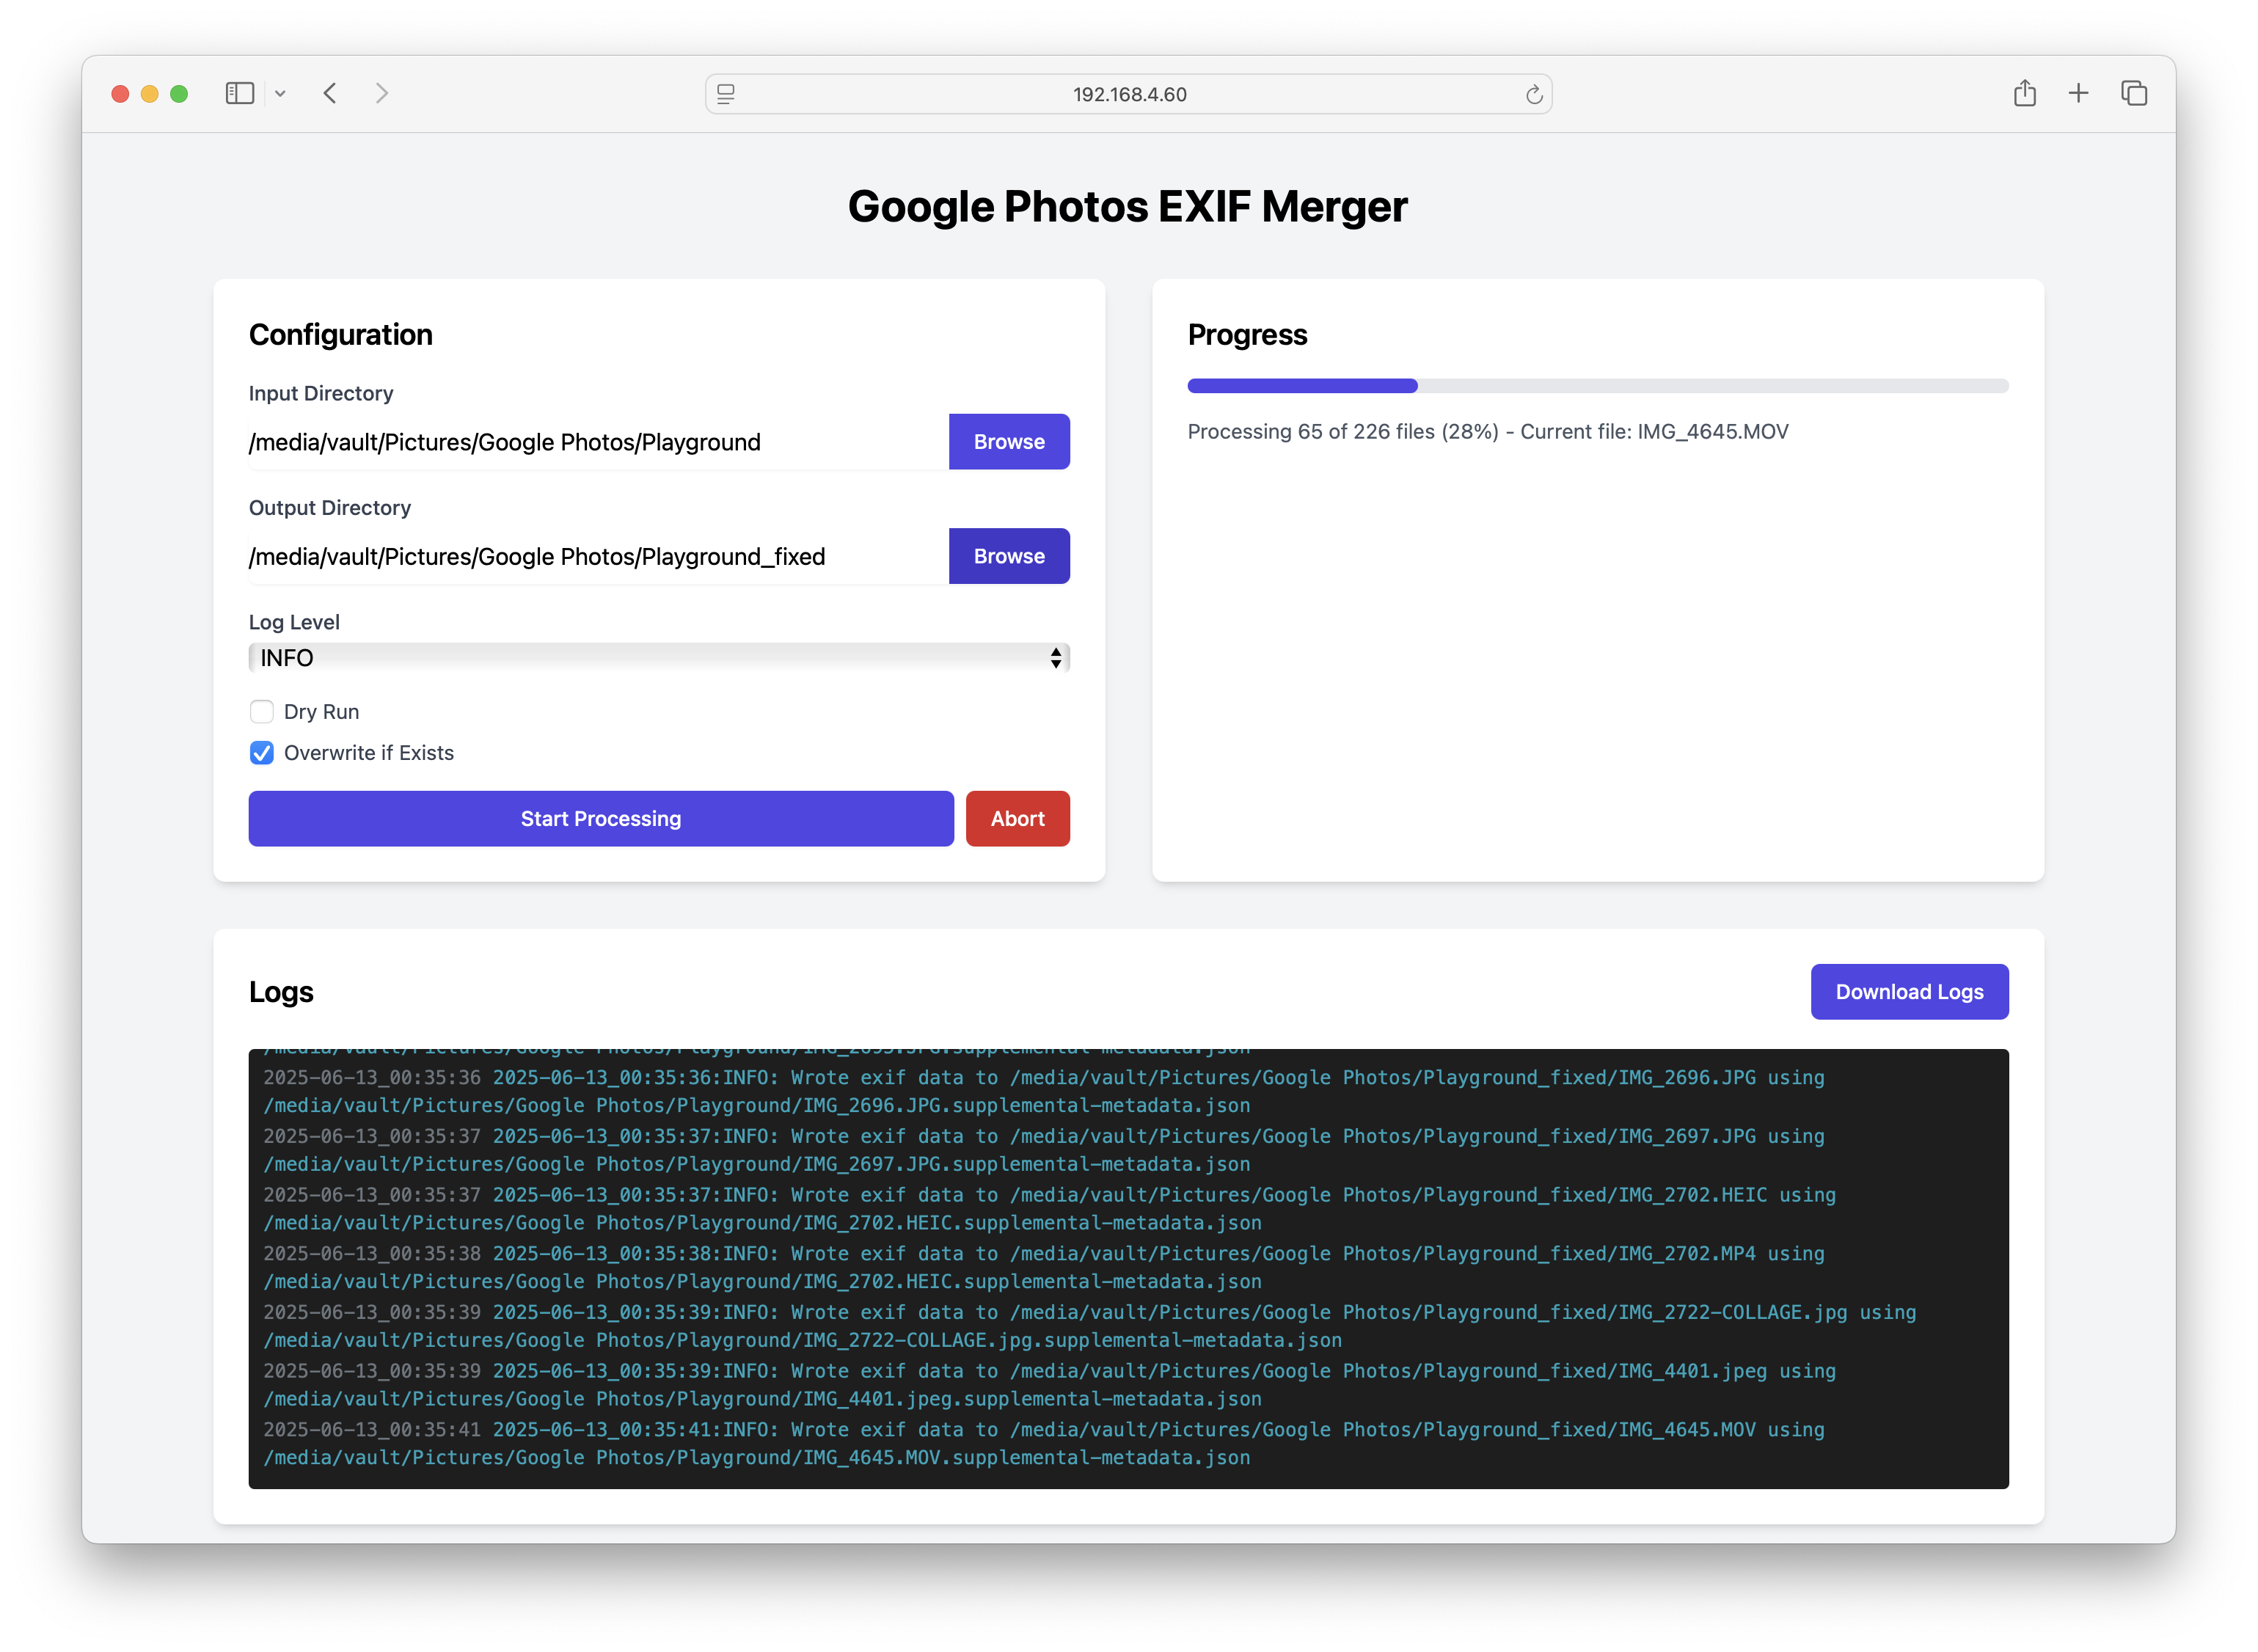 192.168.4.60
Google Photos EXIF Merger
Configuration
Input Directory
/media/vault/Pictures/Google Photos/Playground
Browse
Output Directory
/media/vault/Pictures/Google Photos/Playground_fixed
Browse
Log Level
INFO
Dry Run
Overwrite if Exists
Start Processing
Abort
Progress
Processing 65 of 226 files (28%) - Current file: IMG_4645.MOV
Logs
Download Logs
2025-06-13_00:35:36 2025-06-13_00:35:36:INFO: Wrote exif data to /media/vault/Pictures/Google Photos/Playground_fixed/IMG_2696.JPG using
/media/vault/Pictures/Google Photos/Playground/IMG_2696.JPG.supplemental-metadata.json
2025-06-13_00:35:37 2025-06-13_00:35:37:INFO: Wrote exif data to /media/vault/Pictures/Google Photos/Playground_fixed/IMG_2697.JPG using
/media/vault/Pictures/Google Photos/Playground/IMG_2697.JPG.supplemental-metadata.json
2025-06-13_00:35:37 2025-06-13_00:35:37:INFO: Wrote exif data to /media/vault/Pictures/Google Photos/Playground_fixed/IMG_2702.HEIC using
/media/vault/Pictures/Google Photos/Playground/IMG_2702.HEIC.supplemental-metadata.json
2025-06-13_00:35:38 2025-06-13_00:35:38:INFO: Wrote exif data to /media/vault/Pictures/Google Photos/Playground_fixed/IMG_2702.MP4 using
/media/vault/Pictures/Google Photos/Playground/IMG_2702.HEIC.supplemental-metadata.json
2025-06-13_00:35:39 2025-06-13_00:35:39:INFO: Wrote exif data to /media/vault/Pictures/Google Photos/Playground_fixed/IMG_2722-COLLAGE.jpg using
/media/vault/Pictures/Google Photos/Playground/IMG_2722-COLLAGE.jpg.supplemental-metadata.json
2025-06-13_00:35:39 2025-06-13_00:35:39:INFO: Wrote exif data to /media/vault/Pictures/Google Photos/Playground_fixed/IMG_4401.jpeg using
/media/vault/Pictures/Google Photos/Playground/IMG_4401.jpeg.supplemental-metadata.json
2025-06-13_00:35:41 2025-06-13_00:35:41:INFO: Wrote exif data to /media/vault/Pictures/Google Photos/Playground_fixed/IMG_4645.MOV using
/media/vault/Pictures/Google Photos/Playground/IMG_4645.MOV.supplemental-metadata.json